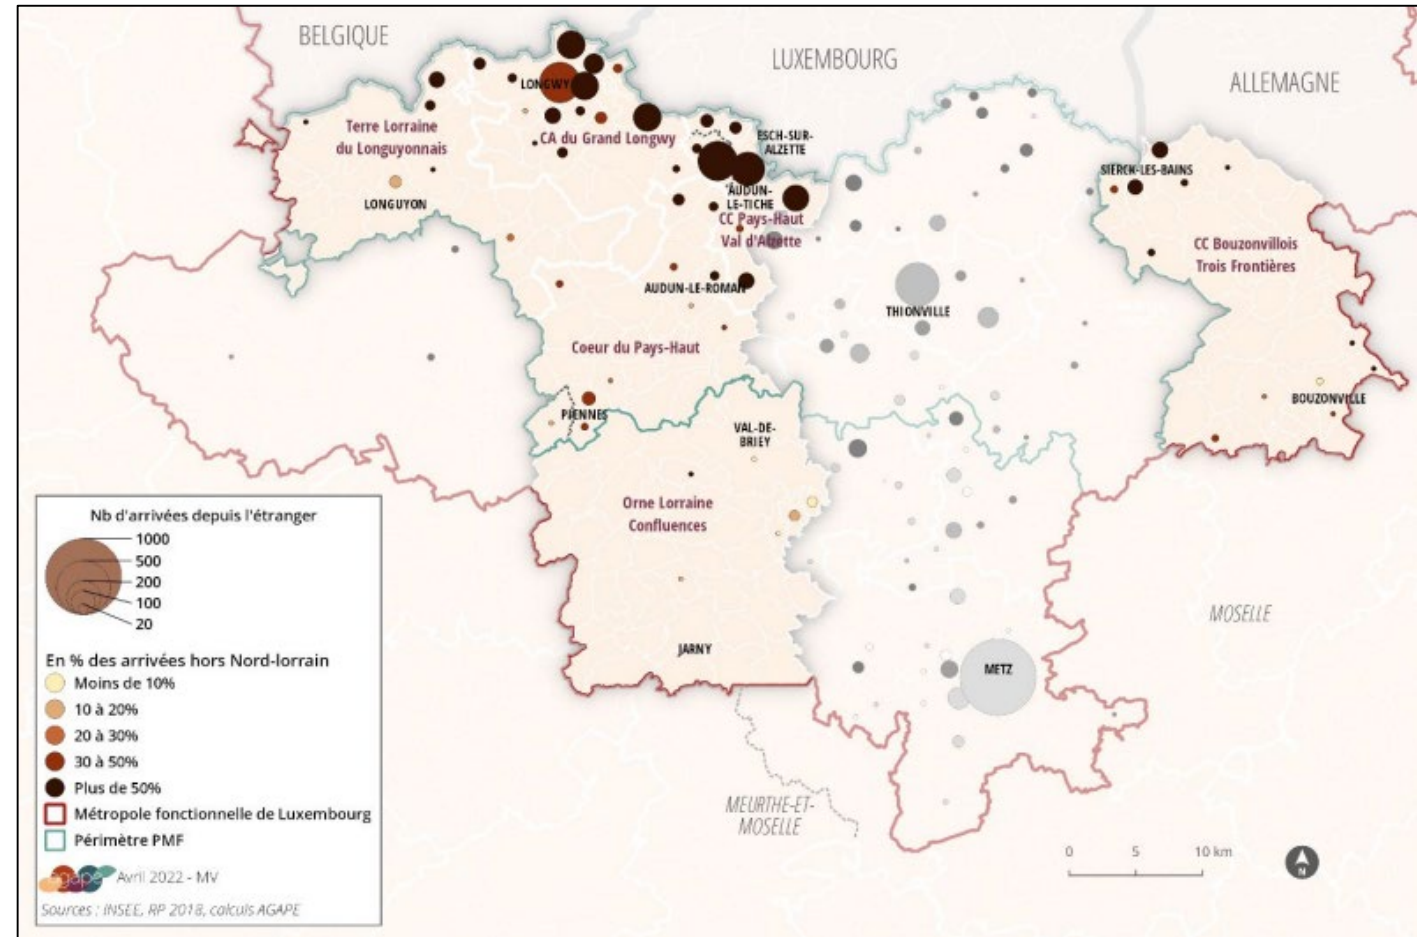 BELGIQUE
LUXEMBOURG
ALLEMAGNE
LONGWY
Terre Lorraine
du Longuyonnais
CA du Grand Longwy
ESCH-SUR-
ALZETTE
SIERCK-LES-BAINS
LONGUYON
AUDUN-
LE-TICHE
CC Pays-Haut
Val d'Alzette
CC Bouzonvillois
Trois Frontières
AUDUN-LE-ROMAN
THIONVILLE
Coeur du Pays-Haut
PIENNES
BOUZONVILLE
VAL-DE-
BRIEY
Orne Lorraine
Confluences
JARNY
METZ
MOSELLE
MEURTHE-ET-
MOSELLE
Nb d'arrivées depuis l'étranger
1000
500
200
100
20
En % des arrivées hors Nord-lorrain
Moins de 10%
10 à 20%
20 à 30%
30 à 50%
Plus de 50%
Métropole fonctionnelle de Luxembourg
Périmètre PMF
agape Avril 2022 - MV
Sources : INSEE, RP 2018, calculs AGAPE
0 5 10 km
N